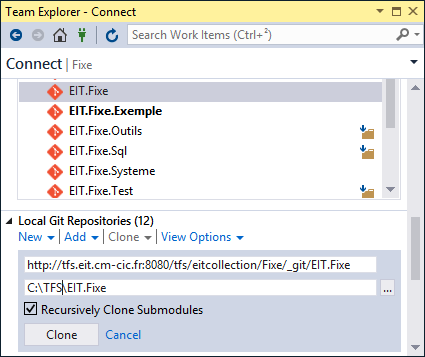 Team Explorer - Connect
Search Work Items (Ctrl+²)
Connect | Fixe
EIT.Fixe
EIT.Fixe.Exemple
EIT.Fixe.Outils
EIT.Fixe.Sql
EIT.Fixe.Systeme
EIT.Fixe.Test
Local Git Repositories (12)
New | Add | Clone | View Options
http://tfs.eit.cm-cic.fr:8080/tfs/eitcollection/Fixe/_git/EIT.Fixe
C:\TFS\EIT.Fixe
...
Recursively Clone Submodules
Clone Cancel